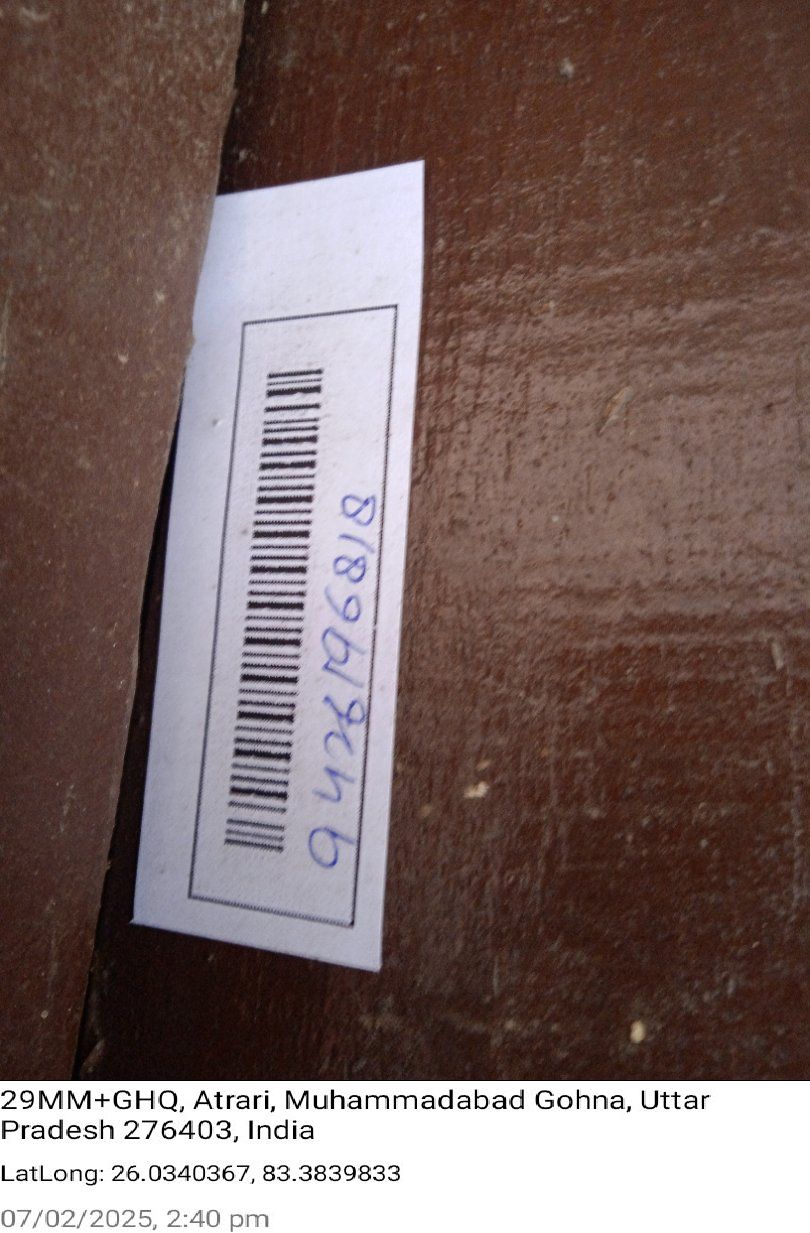 9426196818
29MM+GHQ, Atrari, Muhammadabad Gohna, Uttar
Pradesh 276403, India
LatLong: 26.0340367, 83.3839833
07/02/2025, 2:40 pm